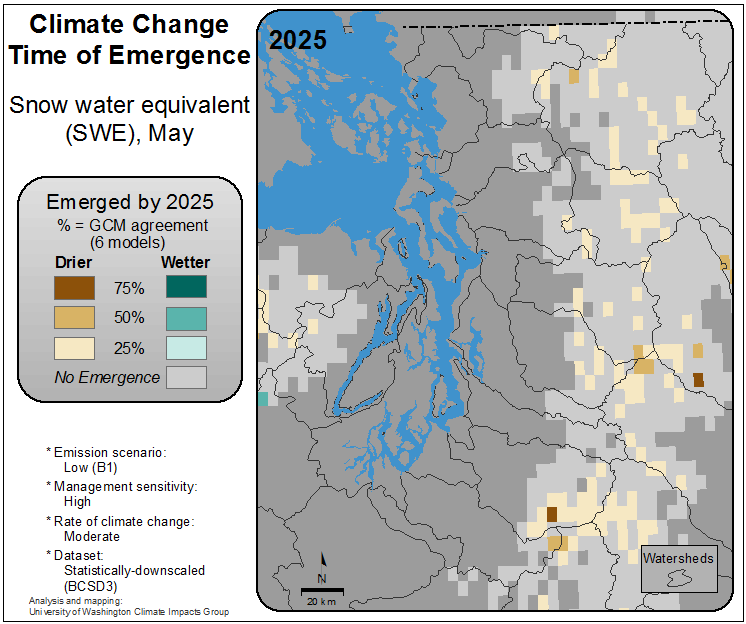 Climate Change
Time of Emergence
Snow water equivalent
(SWE), May
Emerged by 2025
% = GCM agreement
(6 models)
Drier
Wetter
75%
50%
25%
No Emergence
* Emission scenario:
Low (B1)
* Management sensitivity:
High
* Rate of climate change:
Moderate
* Dataset:
Statistically-downscaled
(BCSD3)
Analysis and mapping:
University of Washington Climate Impacts Group
2025
N
20 km
Watersheds